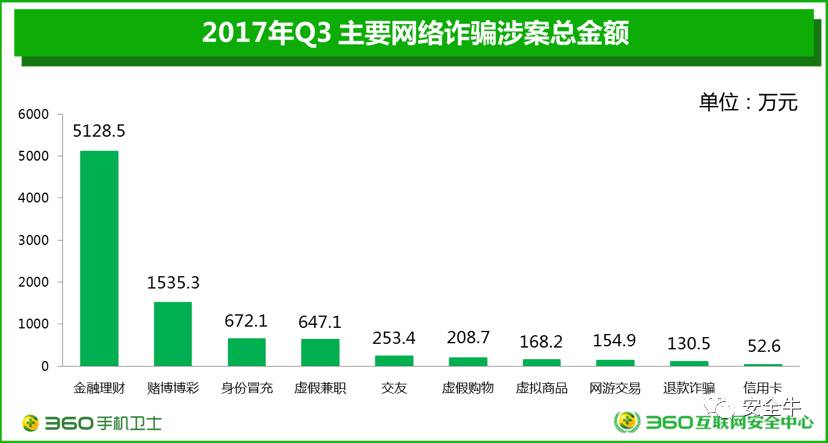 2017年Q3 主要网络诈骗涉案总金额
单位：万元
6000
5000
4000
3000
2000
1000
0
5128.5
1535.3
672.1
647.1
253.4
208.7
168.2
154.9
130.5
52.6
金融理财
赌博博彩
身份冒充
虚假兼职
交友
虚假购物
虚拟商品
网游交易
退款诈骗
信用卡
360手机卫士
安全牛
360互联网安全中心